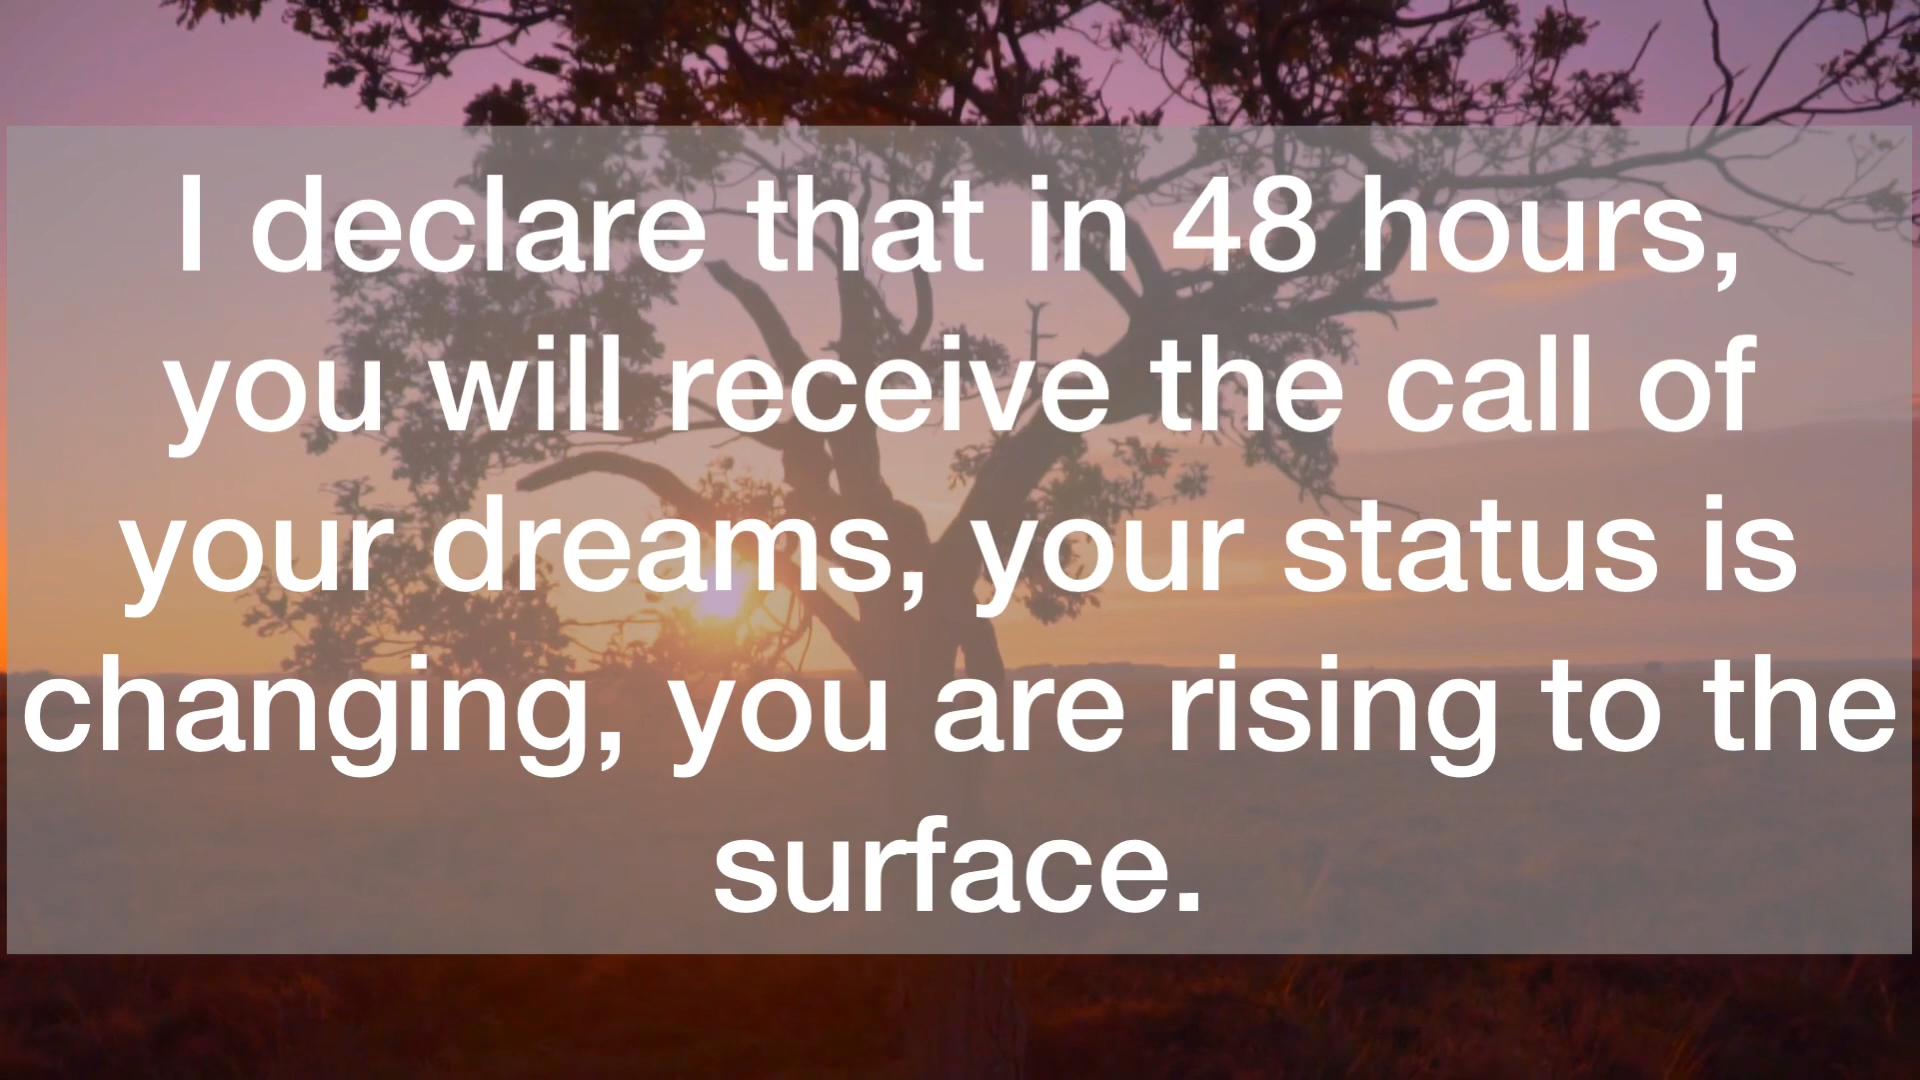 I declare that in 48 hours,
you will receive the call of
your dreams, your status is
changing, you are rising to the
surface.